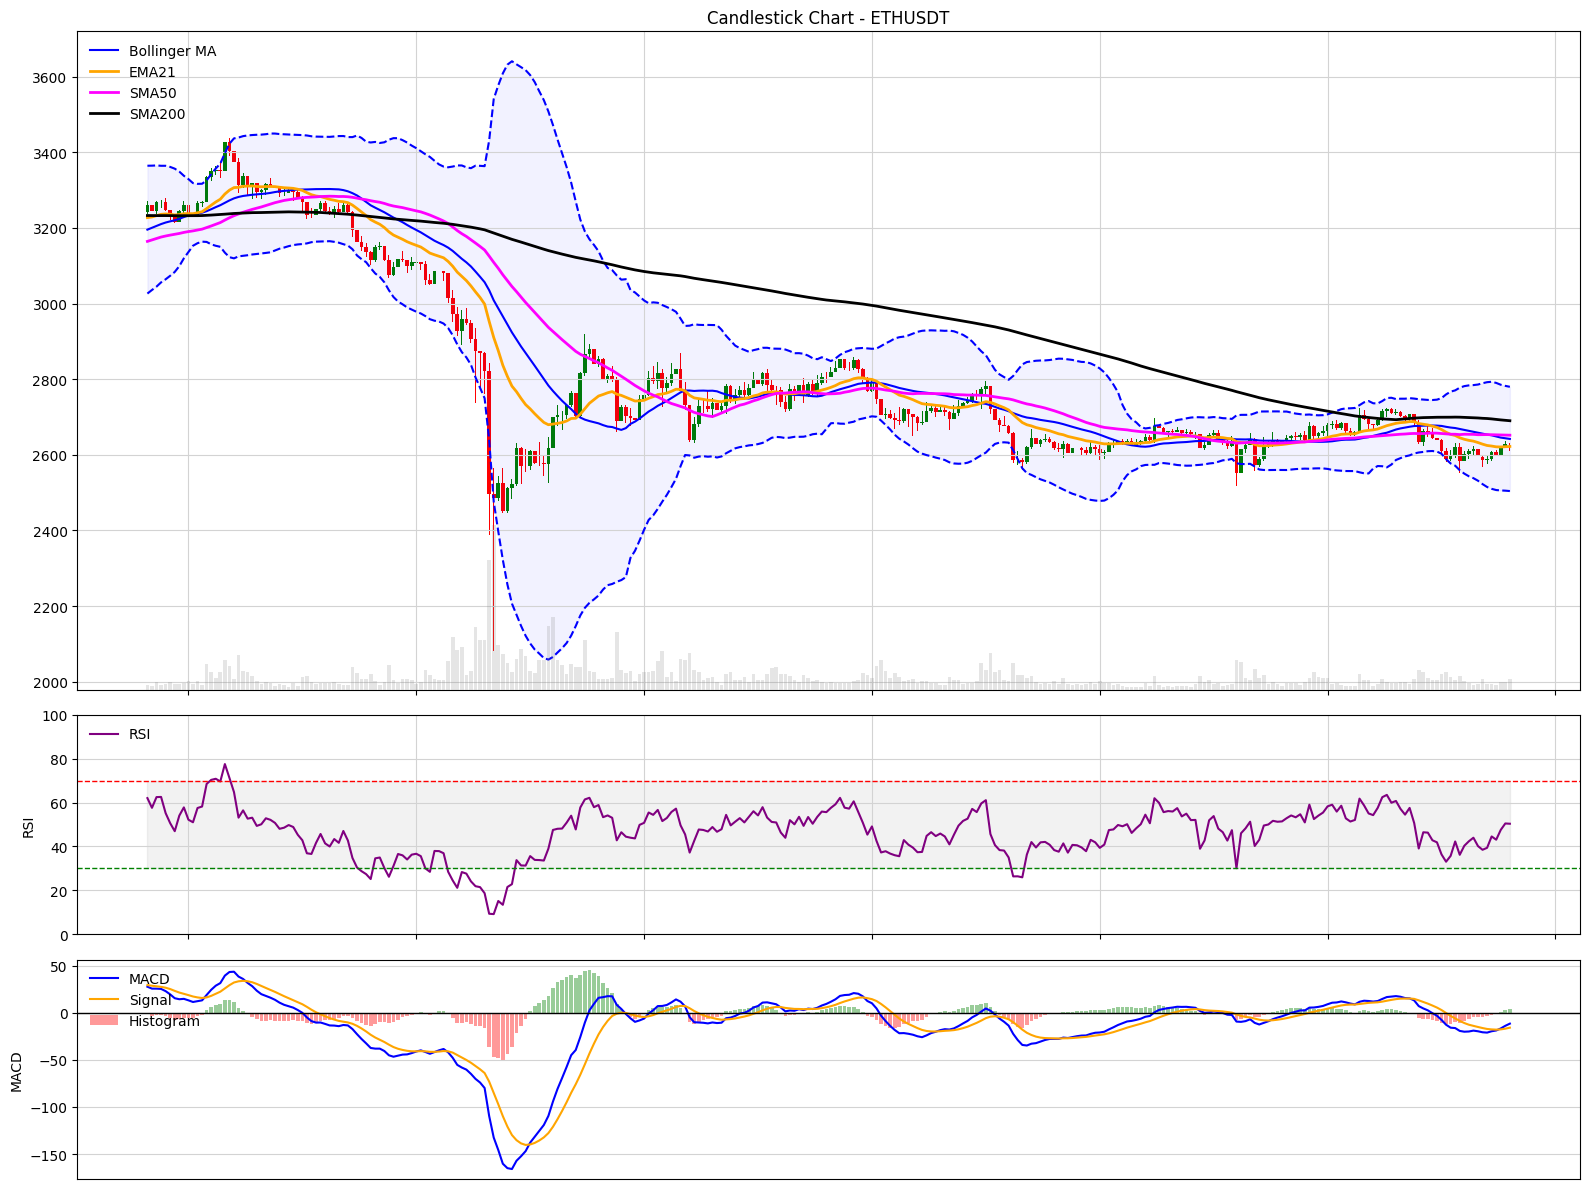 Candlestick Chart - ETHUSDT
Bollinger MA
EMA21
SMA50
SMA200
3600
3400
3200
3000
2800
2600
2400
2200
2000
RSI
100
80
60
40
20
0
RSI
MACD
Signal
Histogram
50
0
−50
−100
−150
MACD